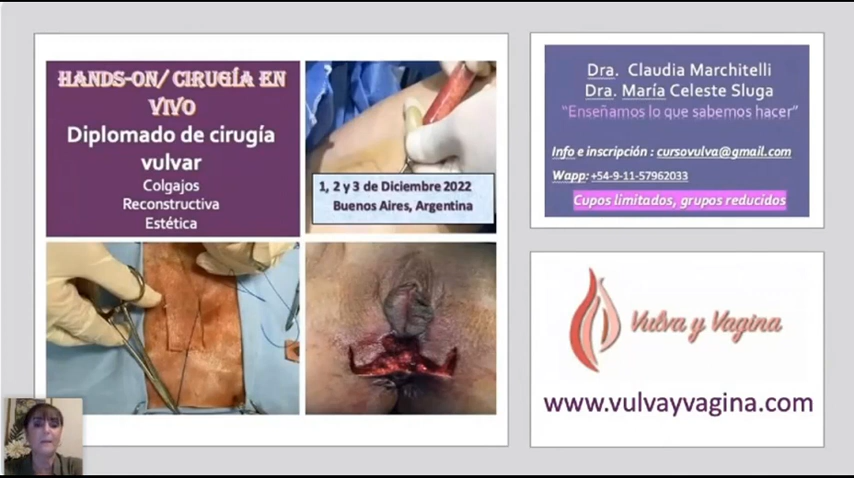 HANDS-ON/ CIRUGÍA EN
VIVO
Diplomado de cirugía
vulvar
Colgajos
Reconstructiva
Estética
1, 2 y 3 de Diciembre 2022
Buenos Aires, Argentina
Dra. Claudia Marchitelli
Dra. María Celeste Sluga
“Enseñamos lo que sabemos hacer”
Info e inscripción : cursovulva@gmail.com
Wapp: +54-9-11-57962033
Cupos limitados, grupos reducidos
Vulva y Vagina
www.vulvayvagina.com